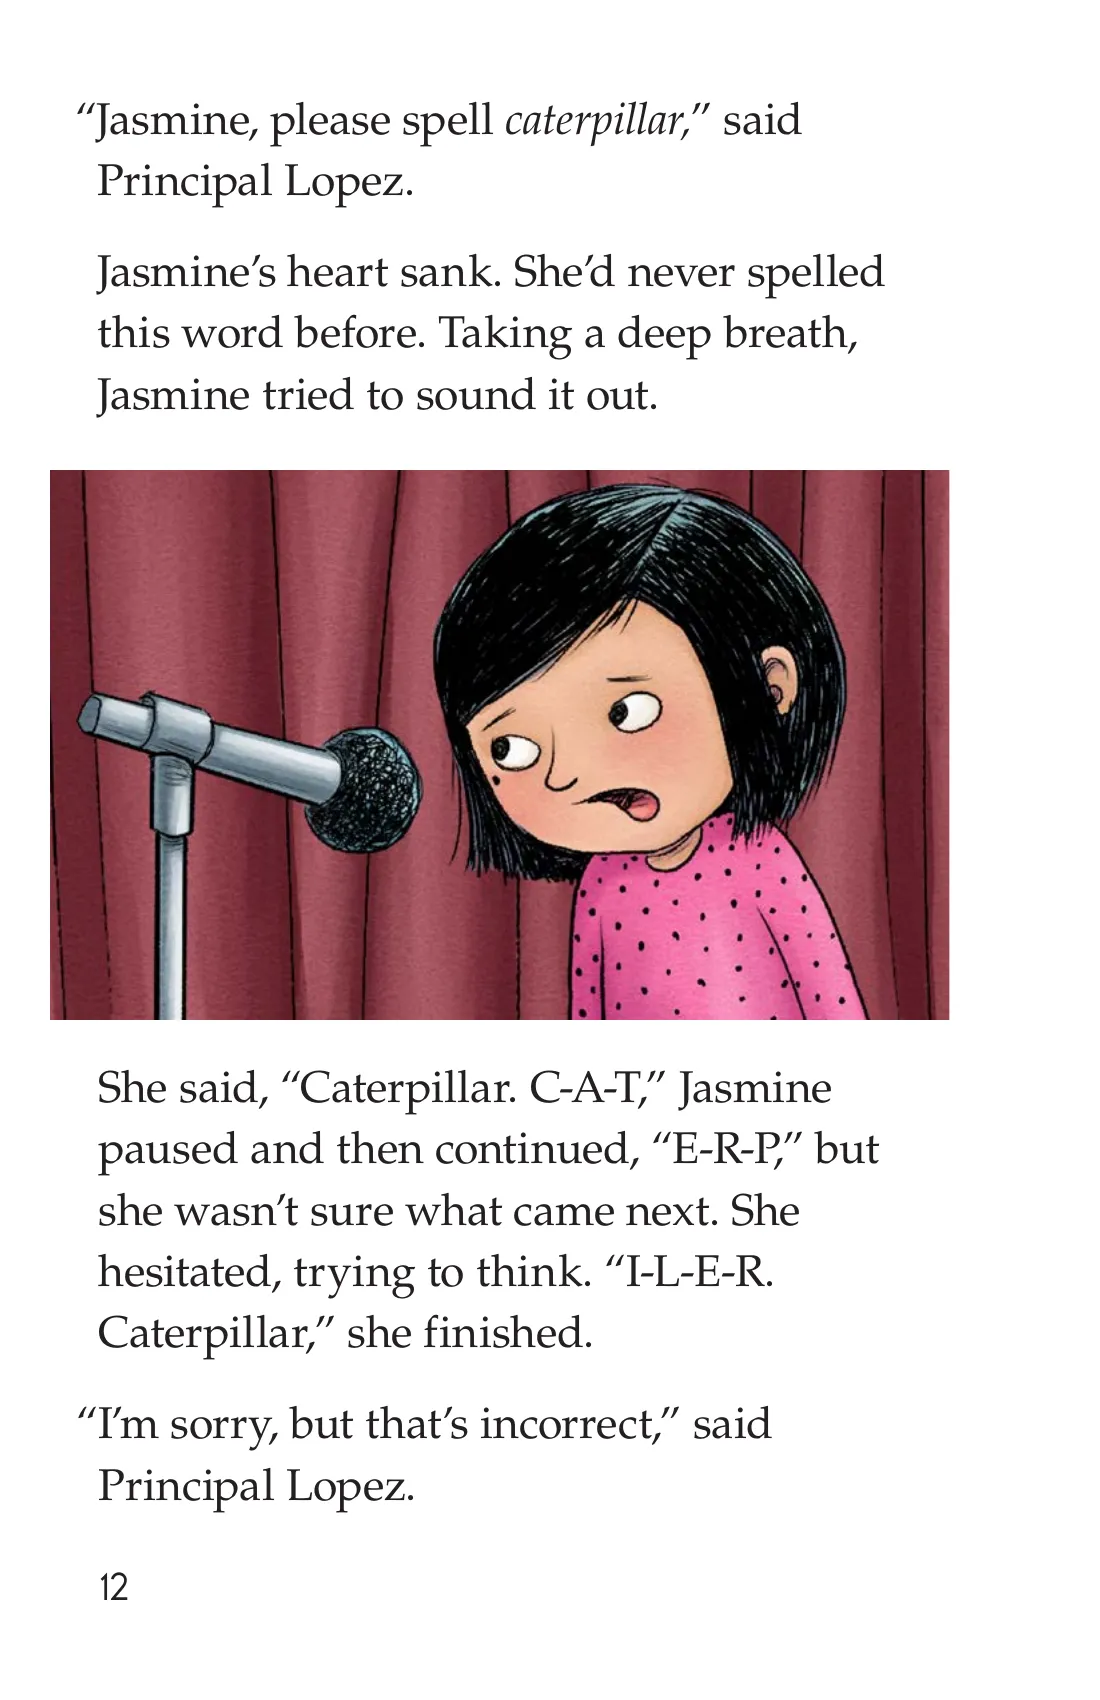 “Jasmine, please spell caterpillar,” said
Principal Lopez.
Jasmine’s heart sank. She’d never spelled
this word before. Taking a deep breath,
Jasmine tried to sound it out.
She said, “Caterpillar. C-A-T,” Jasmine
paused and then continued, “E-R-P,” but
she wasn’t sure what came next. She
hesitated, trying to think. “I-L-E-R.
Caterpillar,” she finished.
“I’m sorry, but that’s incorrect,” said
Principal Lopez.
12